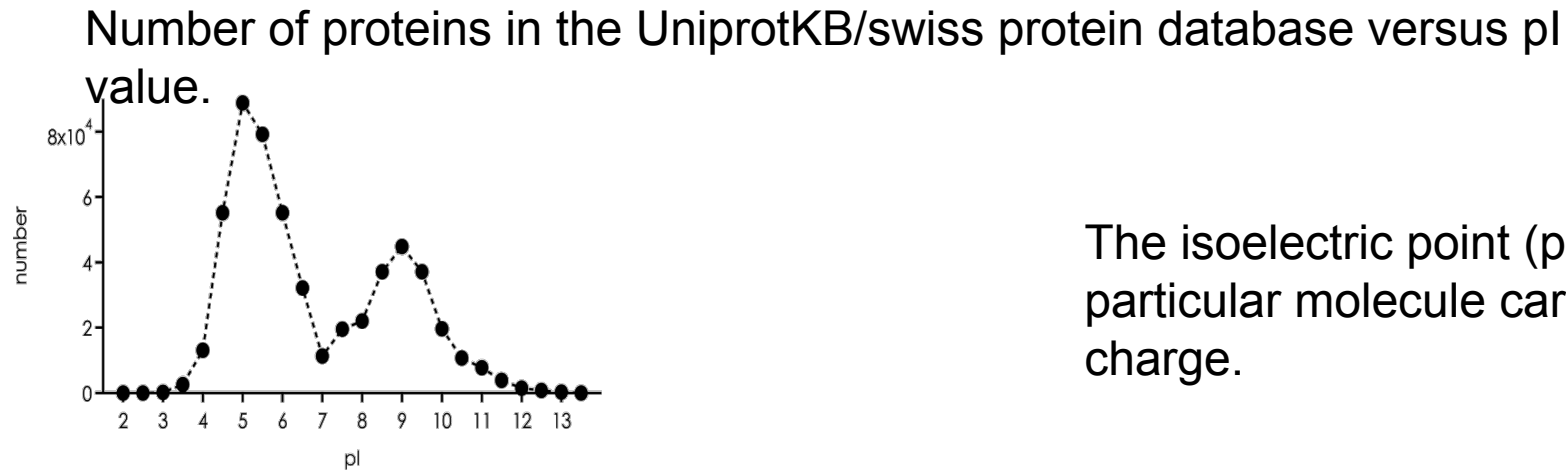 Number of proteins in the UniprotKB/swiss protein database versus pI
value.
8x10⁴
6
4
2
0
number
2 3 4 5 6 7 8 9 10 11 12 13
pI
The isoelectric point (p
particular molecule car
charge.